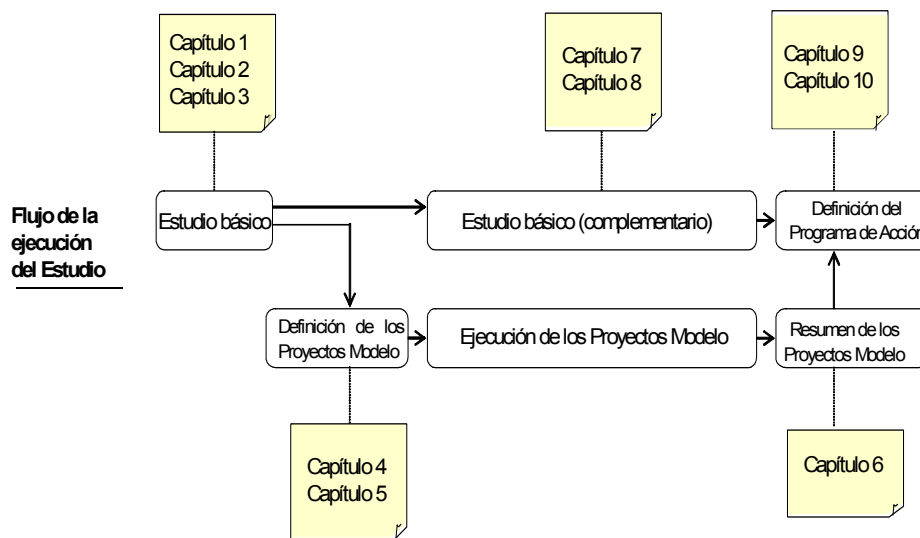 Capítulo 1
Capítulo 2
Capítulo 3
Capítulo 7
Capítulo 8
Capítulo 9
Capítulo 10
Flujo de la
ejecución
del Estudio
Estudio básico
Estudio básico (complementario)
Definición del
Programa de Acción
Definición de los
Proyectos Modelo
Ejecución de los Proyectos Modelo
Resumen de los
Proyectos Modelo
Capítulo 4
Capítulo 5
Capítulo 6